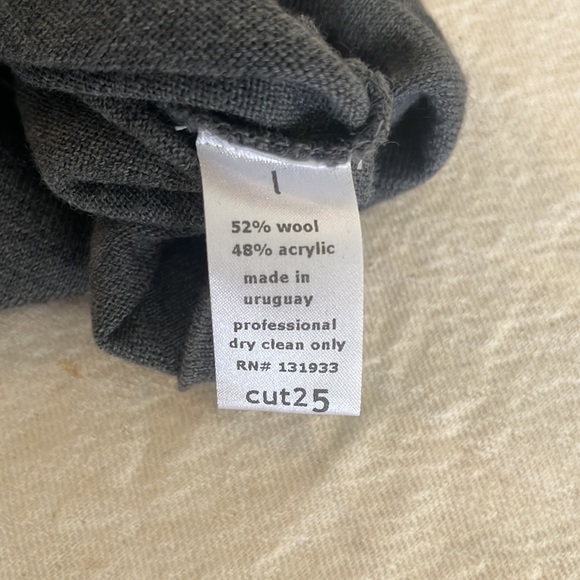 l
52% wool
48% acrylic
made in
uruguay
professional
dry clean only
RN# 131933
cut25